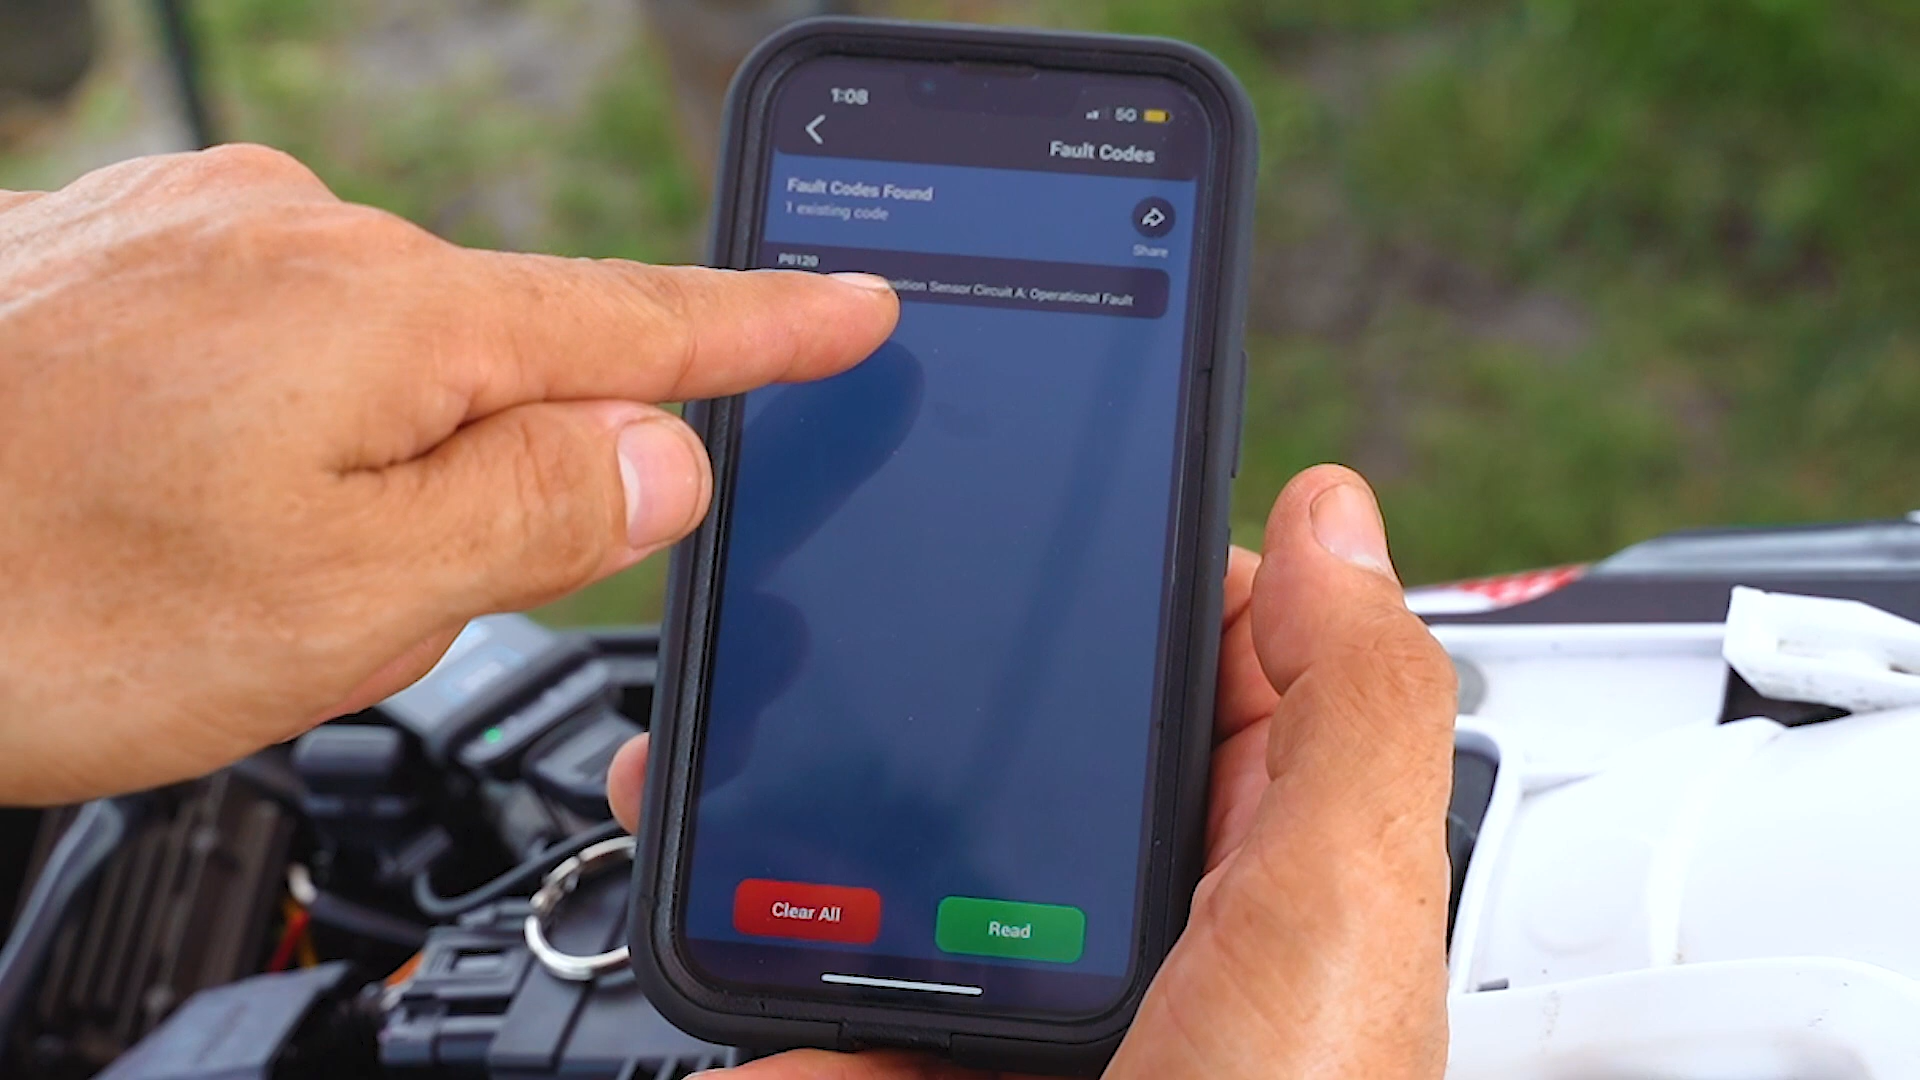 1:08
5G
Fault Codes
Fault Codes Found
1 existing code
Share
P0120
Sensor Circuit A: Operational Fault
Clear All
Read